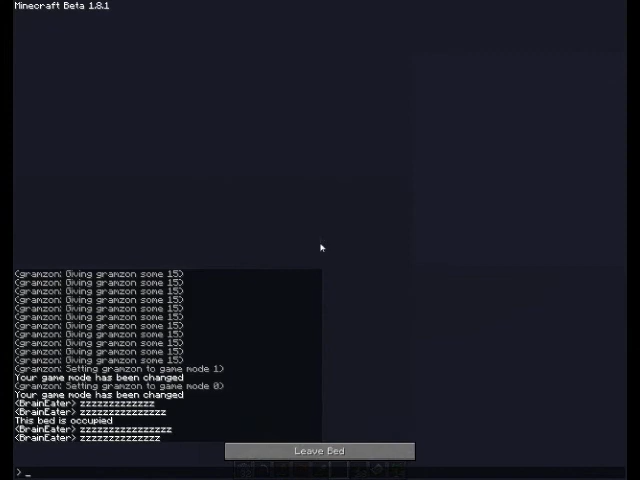 Minecraft Beta 1.8.1
(gramzon: Giving gramzon some 15)
(gramzon: Giving gramzon some 15)
(gramzon: Giving gramzon some 15)
(gramzon: Giving gramzon some 15)
(gramzon: Giving gramzon some 15)
(gramzon: Giving gramzon some 15)
(gramzon: Giving gramzon some 15)
(gramzon: Giving gramzon some 15)
(gramzon: Giving gramzon some 15)
(gramzon: Giving gramzon some 15)
(gramzon: Giving gramzon some 15)
(gramzon: Setting gramzon to game mode 1)
Your game mode has been changed
(gramzon: Setting gramzon to game mode 0)
Your game mode has been changed
<BrainEater> zzzzzzzzzzzzz
<BrainEater> zzzzzzzzzzzzzzz
This bed is occupied
<BrainEater> zzzzzzzzzzzzzzzz
<BrainEater> zzzzzzzzzzzzzz
Leave Bed
> _